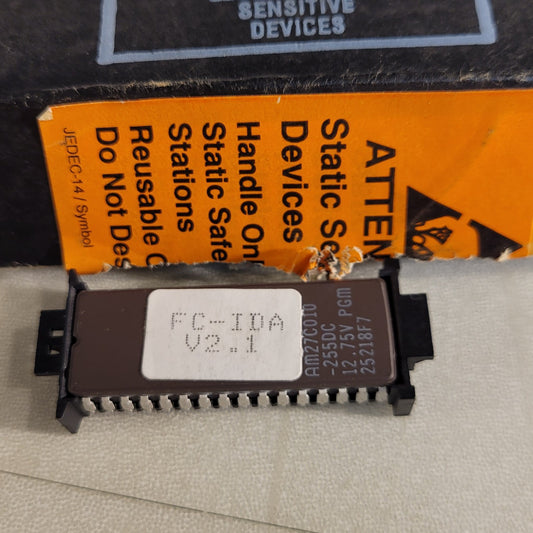 SENSITIVE
DEVICES
ATTEN
Static Se
Devices
Handle Onl
Static Safe
Stations
Reusable C
Do Not Des
JEDEC-14 / Symbol
FC-IDA
V2.1
AM27C010
-255DC
12.75V PGM
25218F7